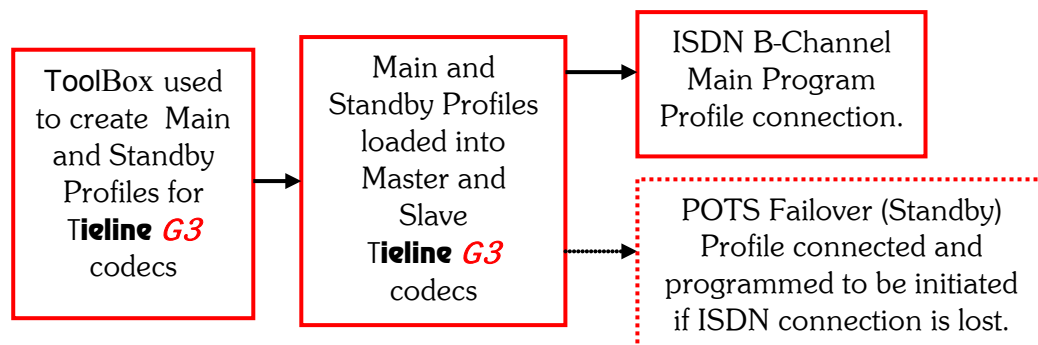 ToolBox used
to create Main
and Standby
Profiles for
Tieline G3
codecs
Main and
Standby Profiles
loaded into
Master and
Slave
Tieline G3
codecs
ISDN B-Channel
Main Program
Profile connection.
POTS Failover (Standby)
Profile connected and
programmed to be initiated
if ISDN connection is lost.